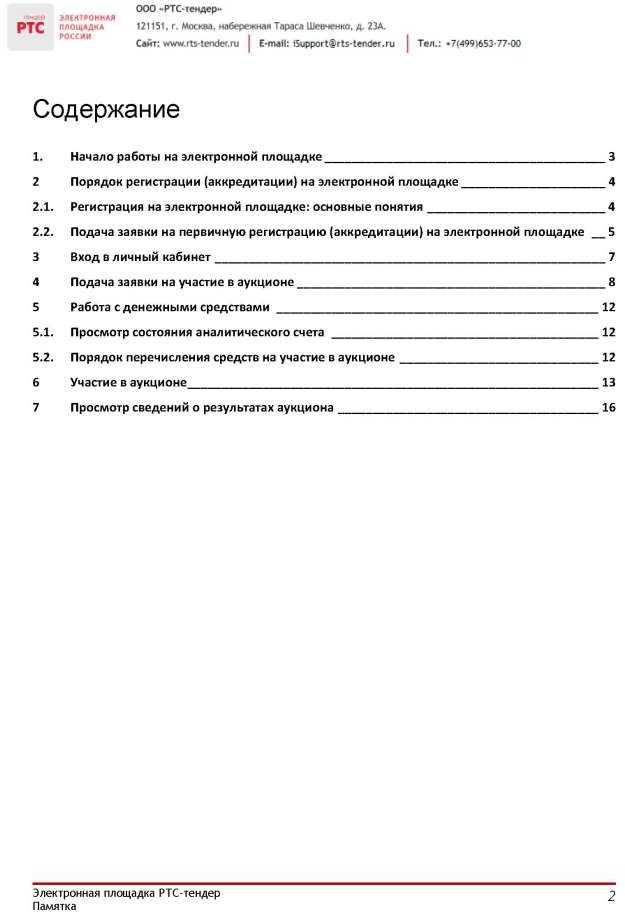 ООО «РТС-тендер»
тендер
РТС
ЭЛЕКТРОННАЯ
ПЛОЩАДКА
РОССИИ
121151, г. Москва, набережная Тараса Шевченко, д. 23А.
Сайт: www.rts-tender.ru | E-mail: iSupport@rts-tender.ru | Тел.: +7(499)653-77-00
Содержание
1. Начало работы на электронной площадке 3
2 Порядок регистрации (аккредитации) на электронной площадке 4
2.1. Регистрация на электронной площадке: основные понятия 4
2.2. Подача заявки на первичную регистрацию (аккредитации) на электронной площадке 5
3 Вход в личный кабинет 7
4 Подача заявки на участие в аукционе 8
5 Работа с денежными средствами 12
5.1. Просмотр состояния аналитического счета 12
5.2. Порядок перечисления средств на участие в аукционе 12
6 Участие в аукционе 13
7 Просмотр сведений о результатах аукциона 16
Электронная площадка РТС-тендер
Памятка
2